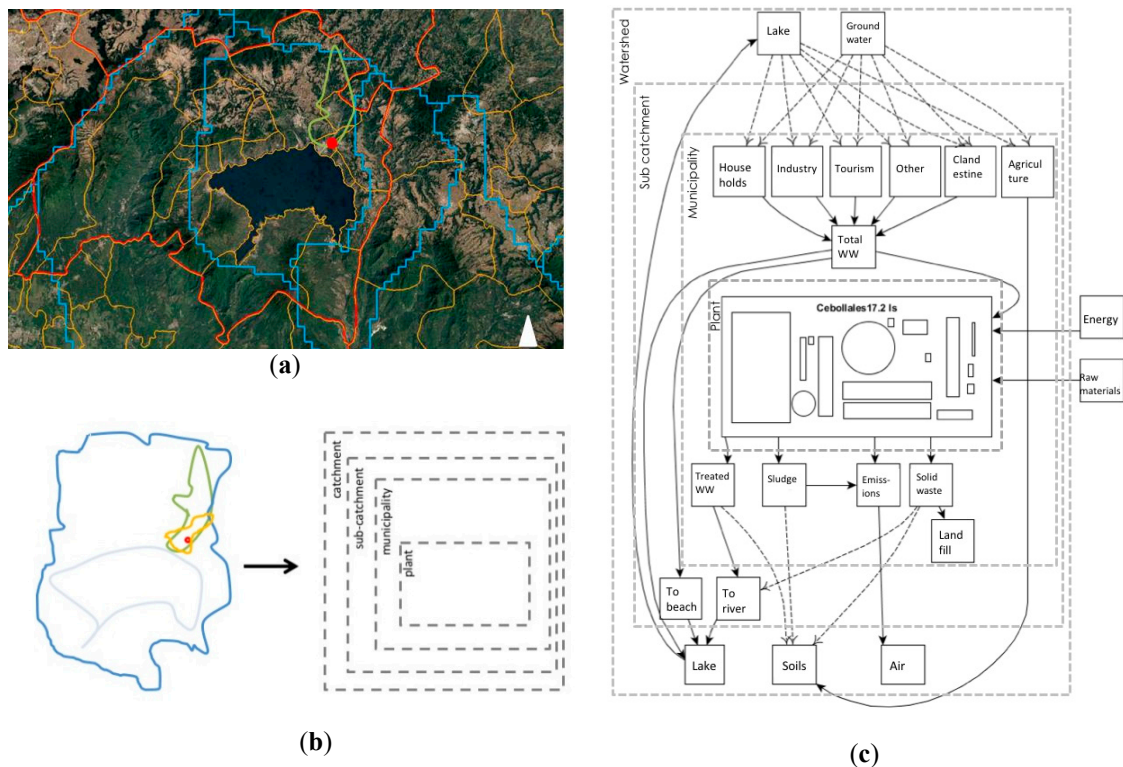 (a)
catchment
sub-catchment
municipality
plant
(b)
Watershed
Sub catchment
Municipality
Plant
Lake
Ground
water
House
holds
Industry
Tourism
Other
Cland
estine
Agricul
ture
Total
WW
Cebollales17.2 ls
Energy
Raw
materials
Treated
WW
Sludge
Emiss-
ions
Solid
waste
Land
fill
To
beach
To
river
Lake
Soils
Air
(c)